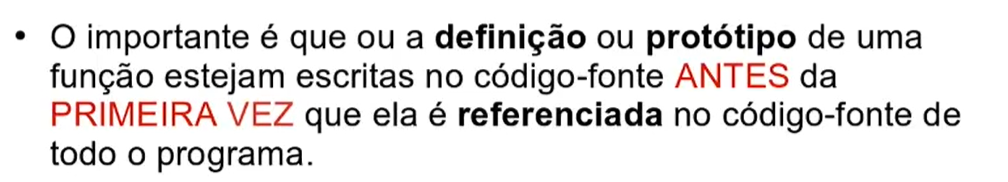 • O importante é que ou a definição ou protótipo de uma
função estejam escritas no código-fonte ANTES da
PRIMEIRA VEZ que ela é referenciada no código-fonte de
todo o programa.